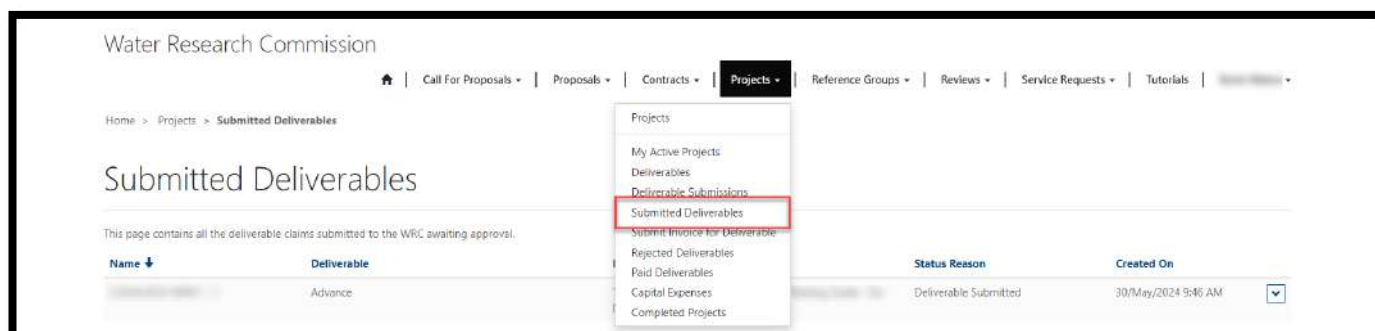 Water Research Commission
Call For Proposals | Proposals | Contracts | Projects | Reference Groups | Reviews | Service Requests | Tutorials |
Home > Projects > Submitted Deliverables
Projects
My Active Projects
Deliverables
Deliverable Submissions
Submitted Deliverables
Submit Invoice for Deliverable
Rejected Deliverables
Paid Deliverables
Capital Expenses
Completed Projects
Submitted Deliverables
This page contains all the deliverable claims submitted to the WRC awaiting approval.
Name Deliverable Status Reason Created On
Advance Deliverable Submitted 30/May/2024 9:46 AM